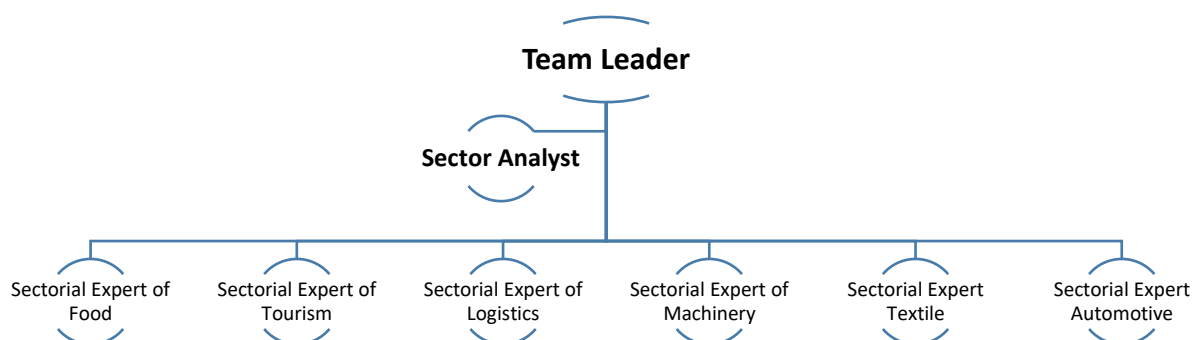 Team Leader
Sector Analyst
Sectorial Expert of
Food
Sectorial Expert of
Tourism
Sectorial Expert of
Logistics
Sectorial Expert of
Machinery
Sectorial Expert
Textile
Sectorial Expert
Automotive